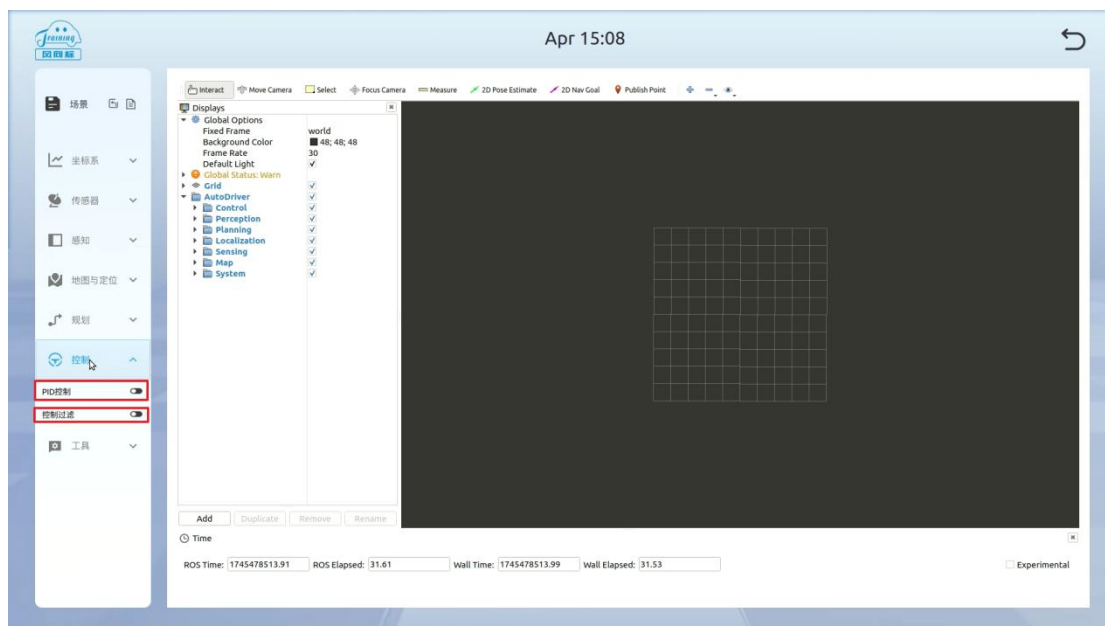 Training
风向标
Apr 15:08
场景
坐标系
传感器
感知
地图与定位
规划
控制
PID控制
控制过滤
工具
Interact Move Camera Select Focus Camera Measure 2D Pose Estimate 2D Nav Goal Publish Point
Displays
Global Options
Fixed Frame world
Background Color 48; 48; 48
Frame Rate 30
Default Light
Global Status: Warn
Grid
AutoDriver
Control
Perception
Planning
Localization
Sensing
Map
System
Add Duplicate Remove Rename
Time
ROS Time: 1745478513.91 ROS Elapsed: 31.61 Wall Time: 1745478513.99 Wall Elapsed: 31.53 Experimental